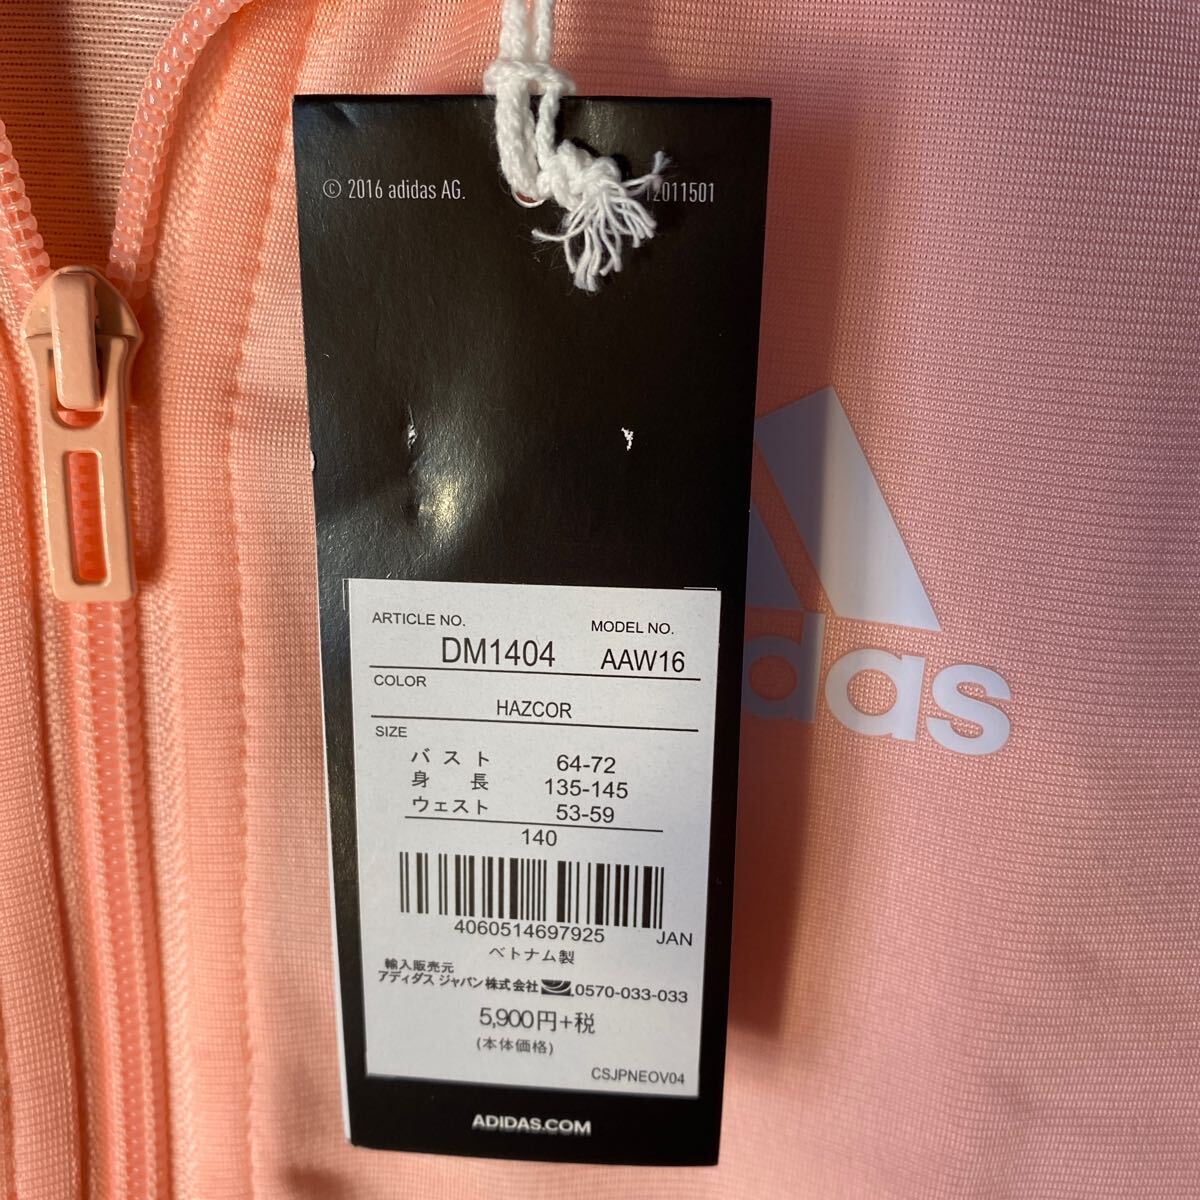 © 2016 adidas AG.
12011501
ARTICLE NO.
MODEL NO.
DM1404
AAW16
COLOR
HAZCOR
SIZE
バスト 64-72
身長 135-145
ウェスト 53-59
140
4060514697925
JAN
ベトナム製
輸入販売元
アディダス ジャパン株式会社 0570-033-033
5,900円+税
(本体価格)
CSJPNEOV04
ADIDAS.COM
das